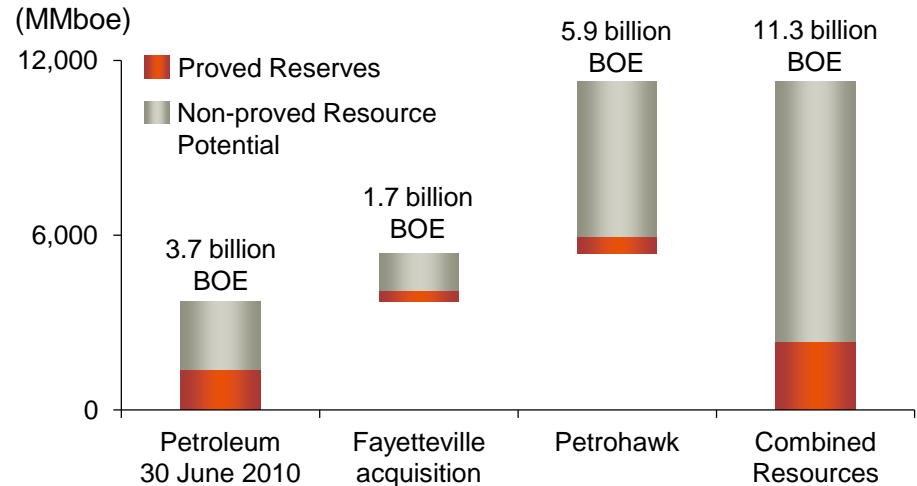 (MMboe)
12,000
6,000
0
Proved Reserves
Non-proved Resource
Potential
3.7 billion
BOE
1.7 billion
BOE
5.9 billion
BOE
11.3 billion
BOE
Petroleum
30 June 2010
Fayetteville
acquisition
Petrohawk
Combined
Resources